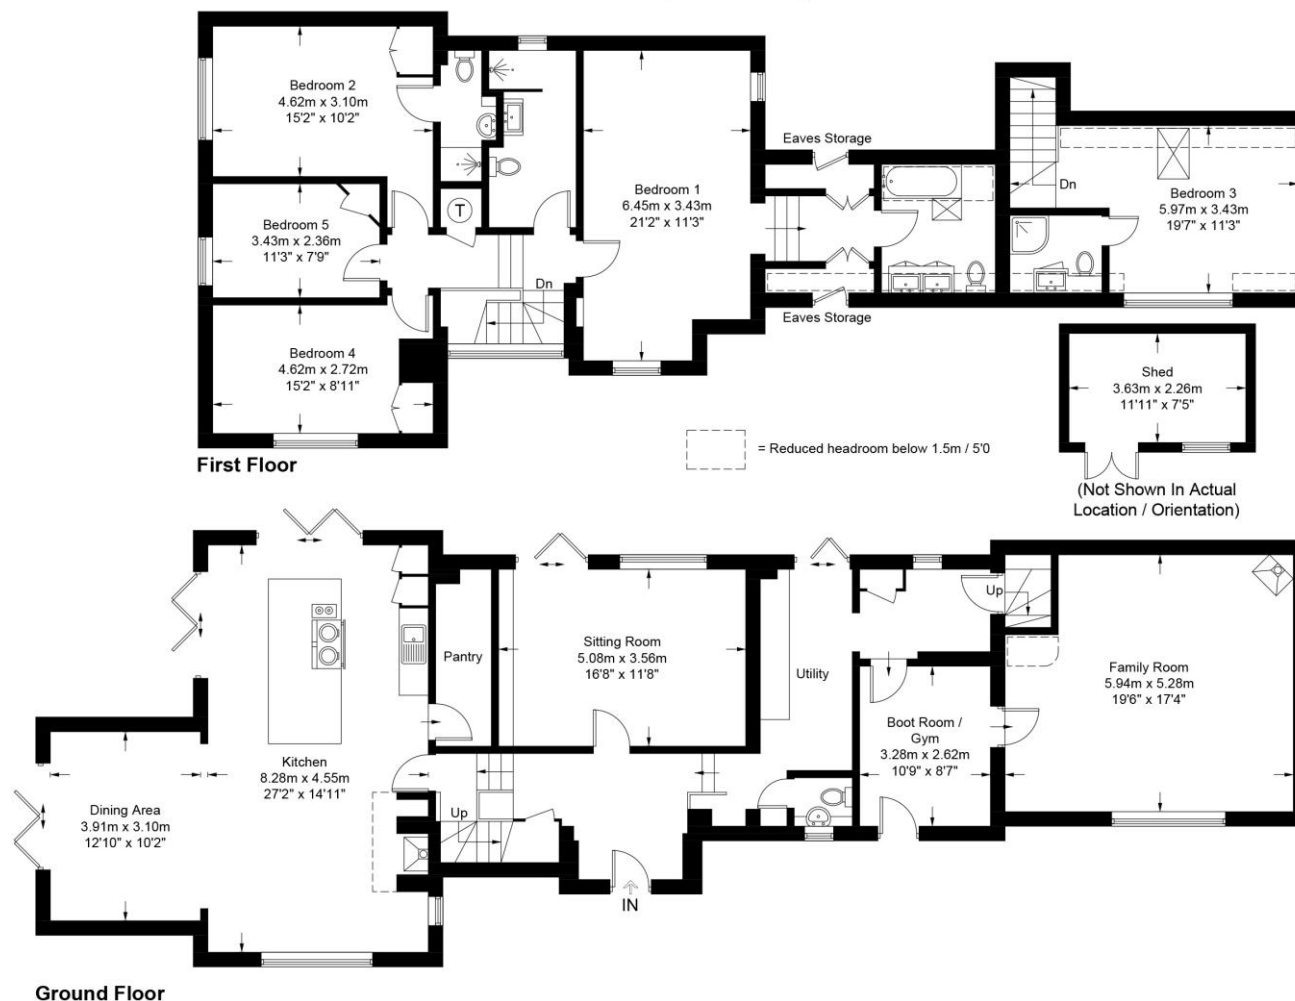 Bedroom 2
4.62m x 3.10m
15'2" x 10'2"
Bedroom 5
3.43m x 2.36m
11'3" x 7'9"
Bedroom 4
4.62m x 2.72m
15'2" x 8'11"
T
Dn
Bedroom 1
6.45m x 3.43m
21'2" x 11'3"
Eaves Storage
Eaves Storage
Dn
Bedroom 3
5.97m x 3.43m
19'7" x 11'3"
Shed
3.63m x 2.26m
11'11" x 7'5"
(Not Shown In Actual
Location / Orientation)
= Reduced headroom below 1.5m / 5'0
First Floor
Kitchen
8.28m x 4.55m
27'2" x 14'11"
Dining Area
3.91m x 3.10m
12'10" x 10'2"
Pantry
Up
Sitting Room
5.08m x 3.56m
16'8" x 11'8"
Utility
Up
Boot Room /
Gym
3.28m x 2.62m
10'9" x 8'7"
Family Room
5.94m x 5.28m
19'6" x 17'4"
IN
Ground Floor